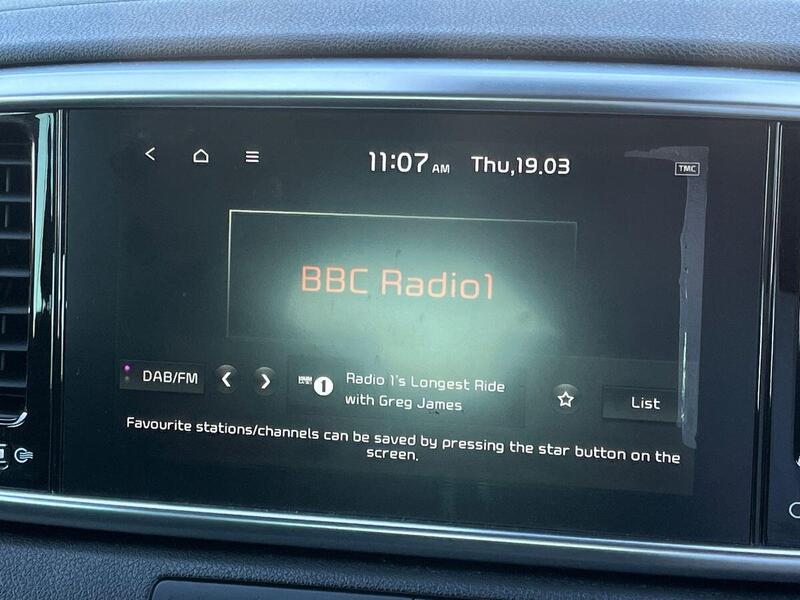 11:07 AM Thu,19.03
TMC
BBC Radio1
DAB/FM
1
Radio 1's Longest Ride
with Greg James
List
Favourite stations/channels can be saved by pressing the star button on the
screen.